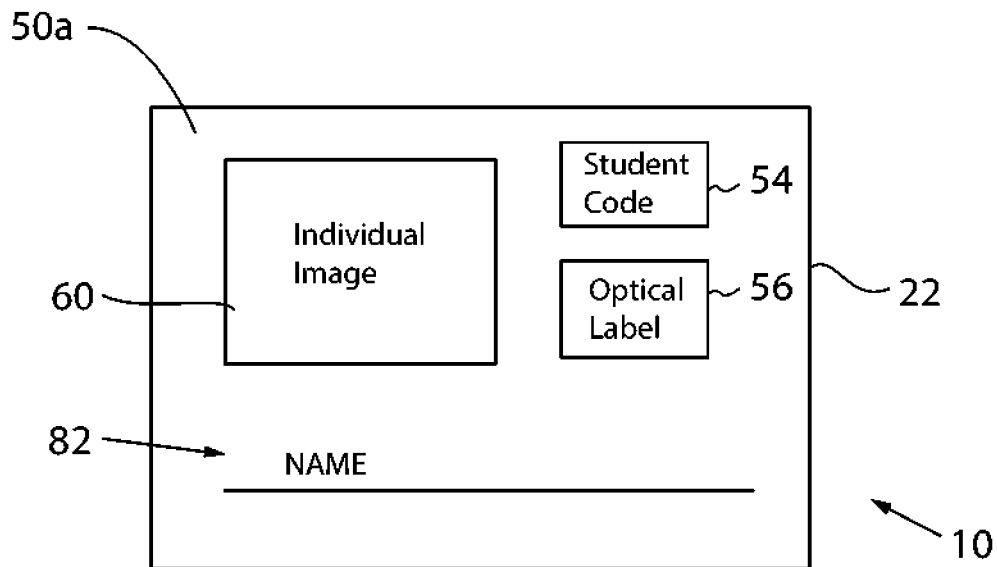 50a
Student
Code
54
Individual
Image
60
Optical
Label
56
22
82
NAME
10